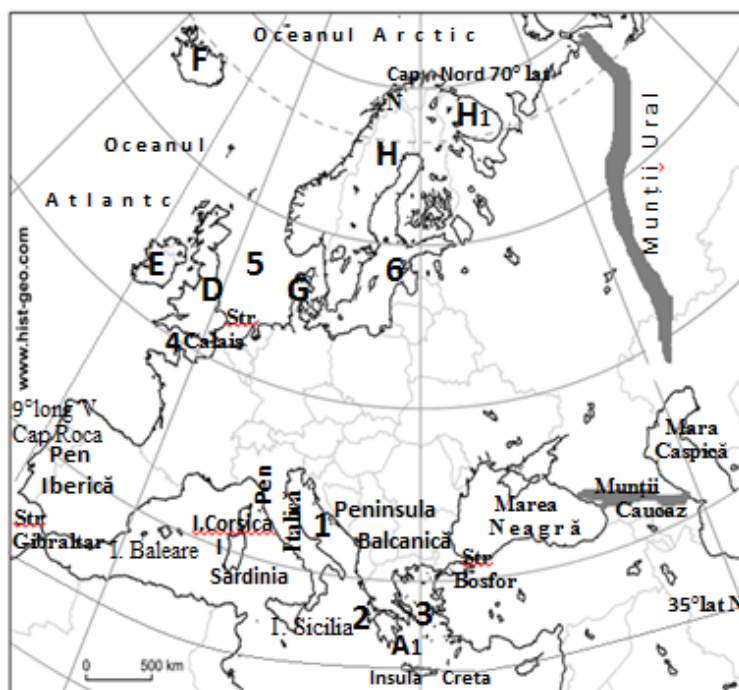 Oceanul Arctic
F
Cap Nord 70° lat
N
H1
Munții Ural
Oceanul
H
Atlantc
www.hist-geo.com
E
5
6
D
G
Str
4 Calais
9°long V
Cap Roca
Pen
Iberică
Mara
Caspică
Pen
Italică
Peninsula
Balcanică
Marea
Neagră
Munții
Caucaz
I.Corsica
1
Str
Gibraltar
I. Baleare
I
Sardinia
Str
Bosfor
35°lat N
I. Sicilia
2
3
A1
0 500 km
Insula Creta